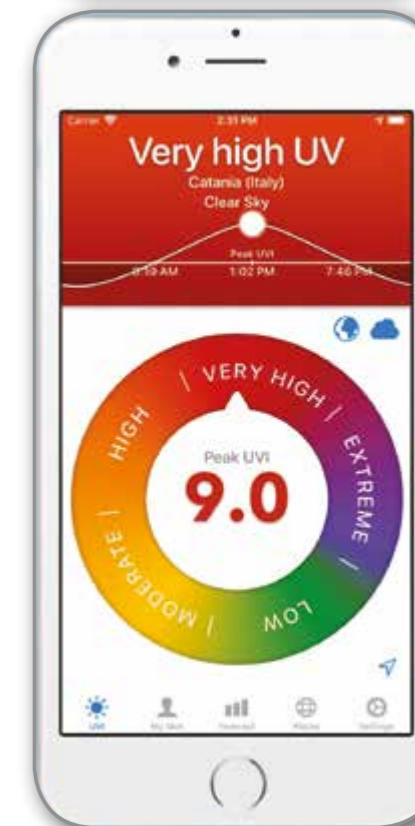 Carrier 2:31 PM
Very high UV
Catania (Italy)
Clear Sky
Peak UVI
6:19 AM 1:02 PM 7:46 PM
VERY HIGH | EXTREME | LOW | MODERATE | HIGH |
Peak UVI
9.0
UVI My Skin Forecast Places Settings